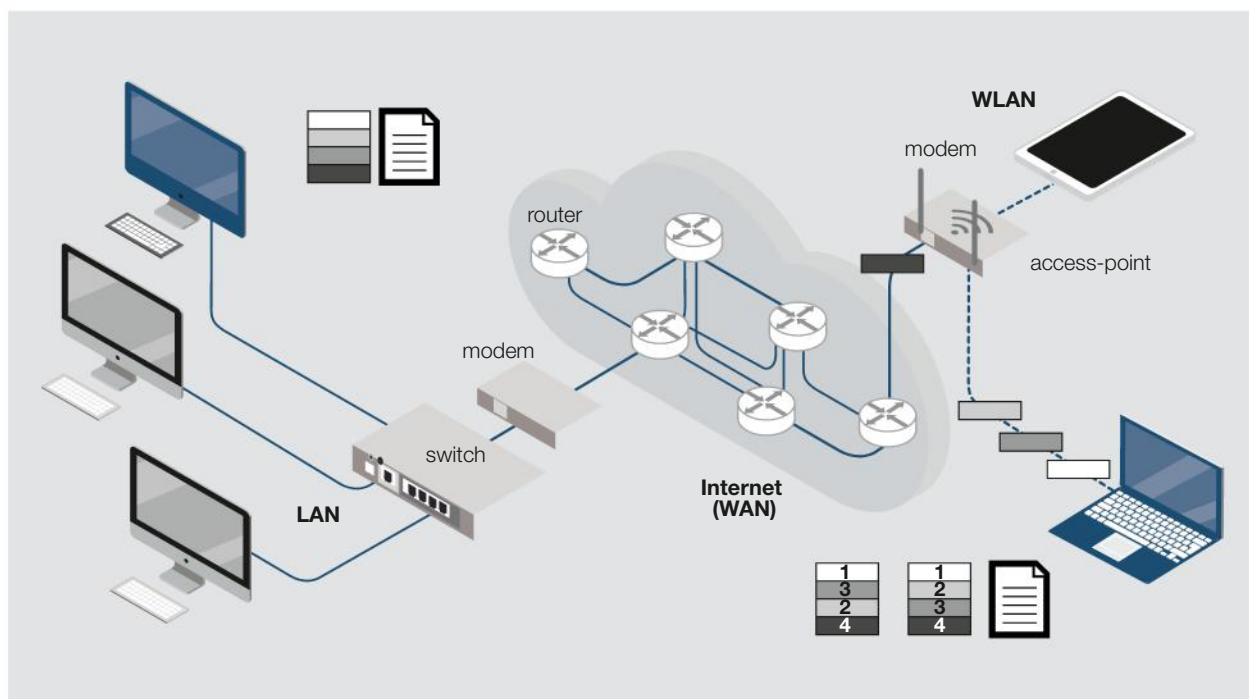 WLAN
modem
router
access-point
modem
switch
LAN
Internet
(WAN)
1
3
2
4
1
2
3
4